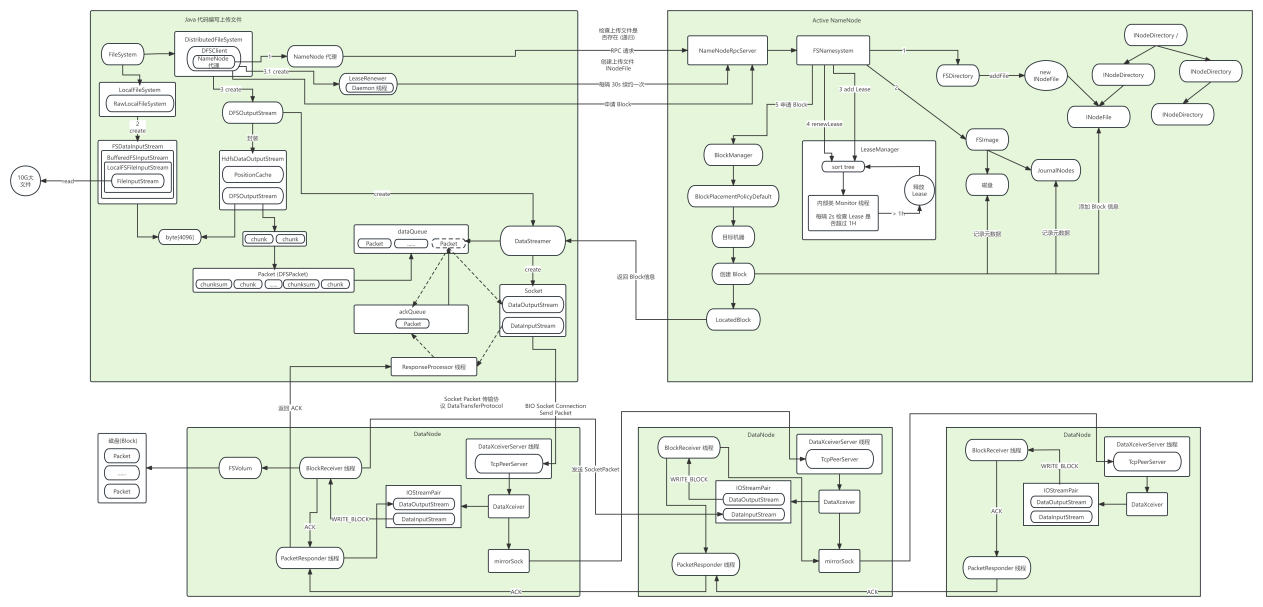 Java 代码编写上传文件
FileSystem
DistributedFileSystem
DFSClient
NameNode
代理
1
NameNode 代理
3.1 create
LeaseRenewer
Daemon 线程
3 create
LocalFileSystem
RawLocalFileSystem
2
create
DFSOutputStream
封装
FSDataInputStream
BufferedFSInputStream
LocalFSFileInputStream
FileInputStream
HdfsDataOutputStream
PositionCache
DFSOutputStream
10G大
文件
read
create
byte[4096]
chunk
chunk
Packet (DFSPacket)
chunksum
chunk
......
chunksum
chunk
dataQueue
Packet
......
Packet
DataStreamer
create
Socket
DataOutputStream
DataInputStream
ackQueue
Packet
ResponseProcessor 线程
检查上传文件是
否存在 (递归)
RPC 请求
创建上传文件
INodeFile
每隔 30s 续约一次
申请 Block
返回 Block信息
Active NameNode
NameNodeRpcServer
FSNamesystem
1
FSDirectory
addFile
new
INodeFile
INodeDirectory /
INodeDirectory
INodeDirectory
INodeFile
INodeDirectory
2
3 add Lease
5 申请 Block
4 renewLease
BlockManager
BlockPlacementPolicyDefault
目标机器
创建 Block
LocatedBlock
LeaseManager
sort tree
内部类 Monitor 线程
每隔 2s 检查 Lease 是
否超过 1H
> 1h
释放
Lease
FSImage
磁盘
JournalNodes
记录元数据
记录元数据
添加 Block 信息
返回 ACK
Socket Packet 传输协
议 DataTransferProtocol
BIO Socket Connection
Send Packet
磁盘(Block)
Packet
......
Packet
DataNode
FSVolum
BlockReceiver 线程
DataXceiverServer 线程
TcpPeerServer
IOStreamPair
DataOutputStream
DataInputStream
DataXceiver
ACK
WRITE_BLOCK
PacketResponder 线程
mirrorSock
发送 SocketPacket
ACK
DataNode
BlockReceiver 线程
DataXceiverServer 线程
TcpPeerServer
WRITE_BLOCK
IOStreamPair
DataOutputStream
DataInputStream
DataXceiver
PacketResponder 线程
mirrorSock
ACK
DataNode
BlockReceiver 线程
DataXceiverServer 线程
TcpPeerServer
WRITE_BLOCK
IOStreamPair
DataOutputStream
DataInputStream
DataXceiver
ACK
PacketResponder 线程